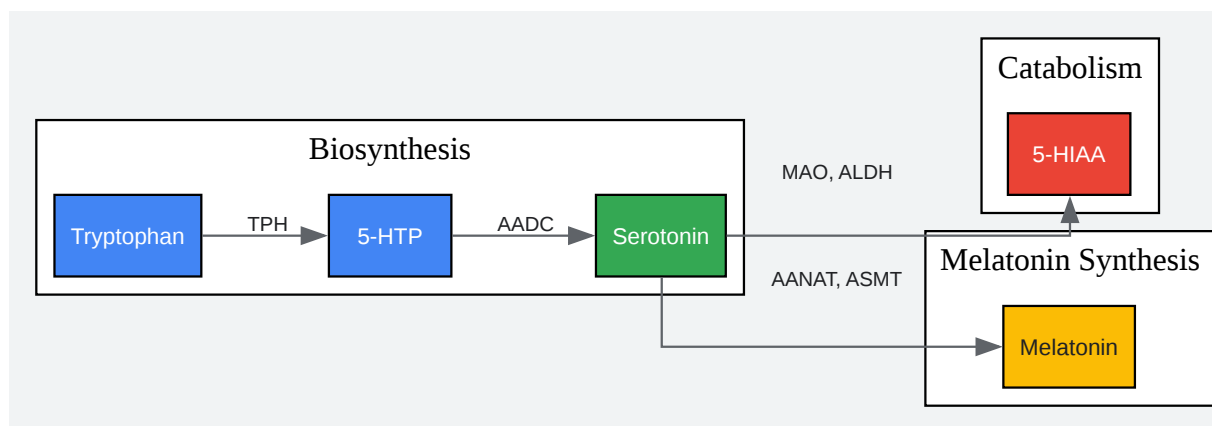 Catabolism
5-HIAA
Biosynthesis
MAO, ALDH
Tryptophan
TPH
5-HTP
AADC
Serotonin
Melatonin Synthesis
AANAT, ASMT
Melatonin